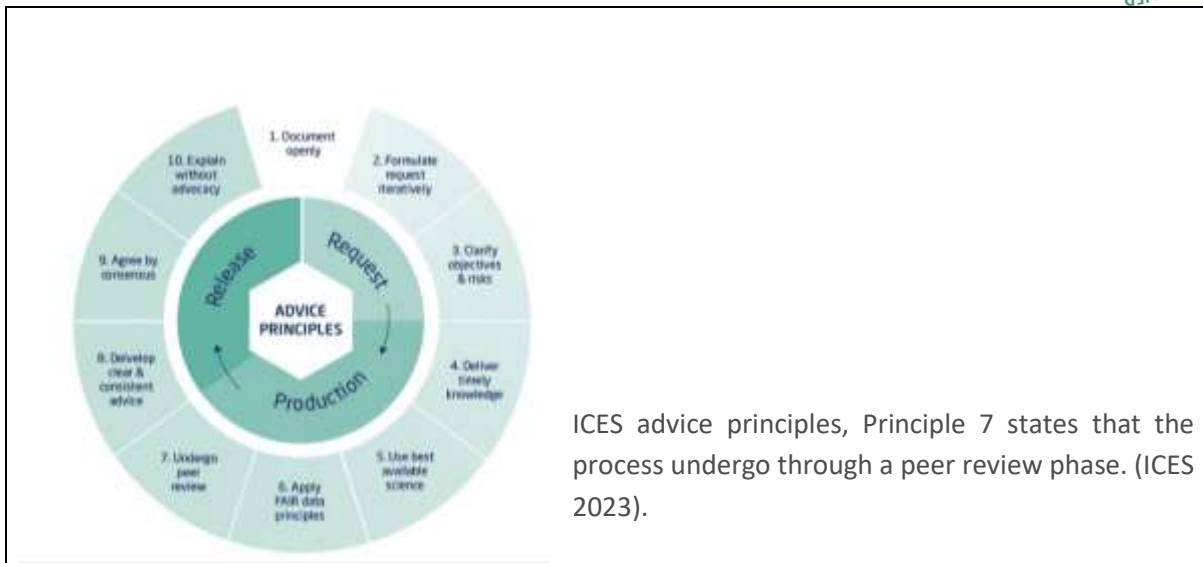 1. Document
openly
2. Formulate
request
iteratively
3. Clarify
objectives
& risks
4. Deliver
timely
knowledge
5. Use best
available
science
6. Apply
FAIR data
principles
7. Undergo
peer
review
8. Develop
clear &
consistent
advice
9. Agree by
consensus
10. Explain
without
advocacy
Release
Request
Production
ADVICE
PRINCIPLES
ICES advice principles, Principle 7 states that the
process undergo through a peer review phase. (ICES
2023).